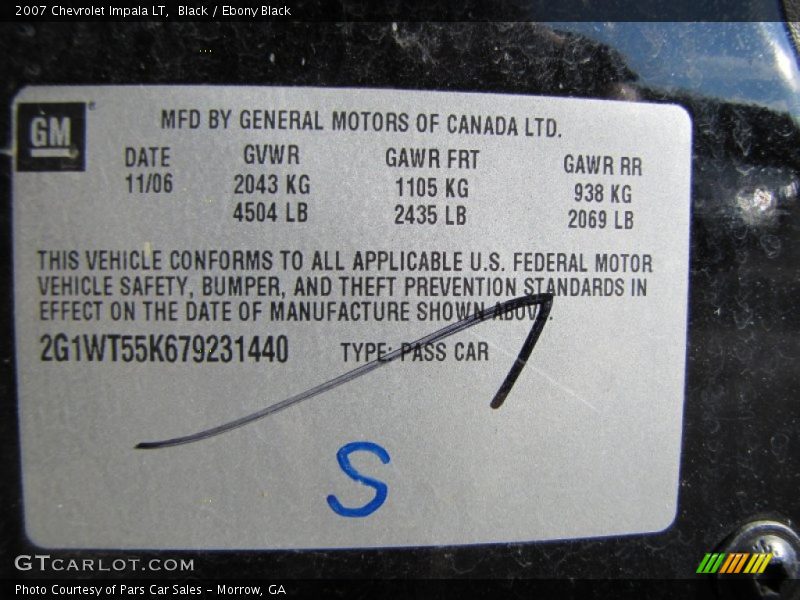 2007 Chevrolet Impala LT,  Black / Ebony Black
GM
MFD BY GENERAL MOTORS OF CANADA LTD.
DATE GVWR GAWR FRT GAWR RR
11/06 2043 KG 1105 KG 938 KG
4504 LB 2435 LB 2069 LB
THIS VEHICLE CONFORMS TO ALL APPLICABLE U.S. FEDERAL MOTOR
VEHICLE SAFETY, BUMPER, AND THEFT PREVENTION STANDARDS IN
EFFECT ON THE DATE OF MANUFACTURE SHOWN ABOVE.
2G1WT55K679231440 TYPE: PASS CAR
S
GTCARLOT.COM
Photo Courtesy of Pars Car Sales – Morrow, GA